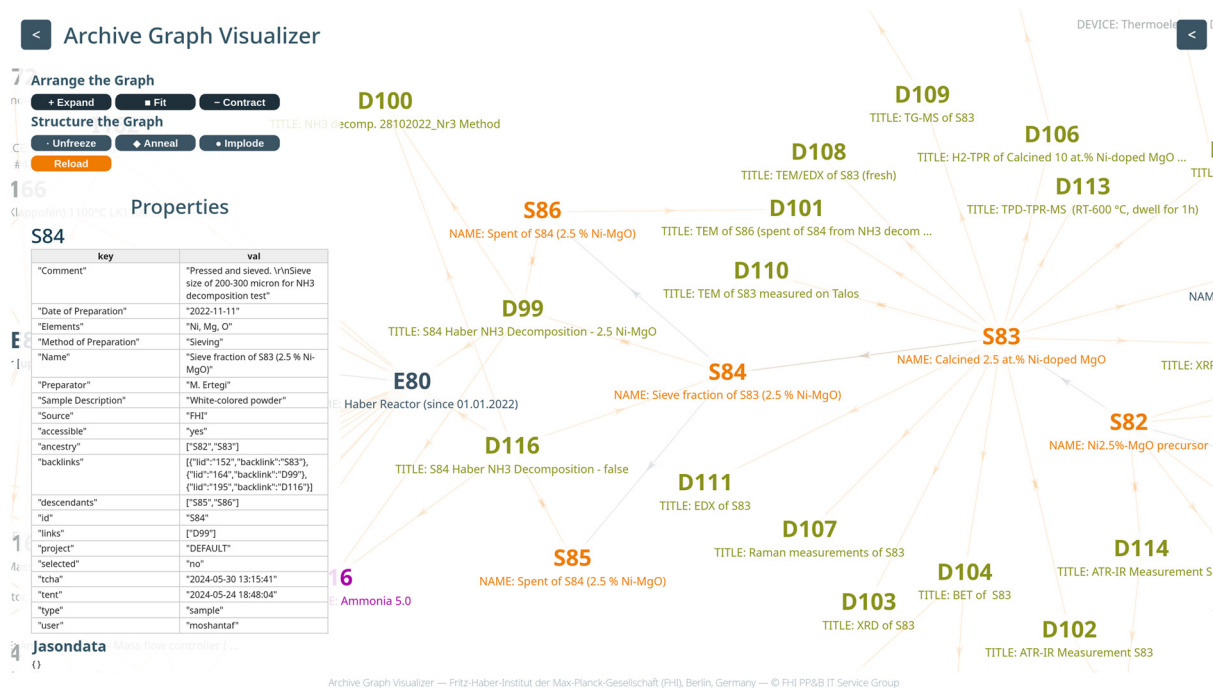 <
Archive Graph Visualizer
DEVICE: Thermoele
<
Arrange the Graph
+ Expand
■ Fit
− Contract
Structure the Graph
· Unfreeze
◆ Anneal
● Implode
Reload
Properties
S84
key val
"Comment" "Pressed and sieved. \r\nSieve
size of 200-300 micron for NH3
decomposition test"
"Date of Preparation" "2022-11-11"
"Elements" "Ni, Mg, O"
"Method of Preparation" "Sieving"
"Name" "Sieve fraction of S83 (2.5 % Ni-
MgO)"
"Preparator" "M. Ertegi"
"Sample Description" "White-colored powder"
"Source" "FHI"
"accessible" "yes"
"ancestry" ["S82","S83"]
"backlinks" [{"lid":"152","backlink":"S83"},
{"lid":"164","backlink":"D99"},
{"lid":"195","backlink":"D116"}]
"descendants" ["S85","S86"]
"id" "S84"
"links" ["D99"]
"project" "DEFAULT"
"selected" "no"
"tcha" "2024-05-30 13:15:41"
"tent" "2024-05-24 18:48:04"
"type" "sample"
"user" "moshantaf"
Jasondata
{}
Mass flow controller ( ...
166
(lappofen) 1100°C LK1
D100
TITLE: NH3 decomp. 28102022_Nr3 Method
D109
TITLE: TG-MS of S83
D106
TITLE: H2-TPR of Calcined 10 at.% Ni-doped MgO ...
D108
TITLE: TEM/EDX of S83 (fresh)
TITL
D113
TITLE: TPD-TPR-MS (RT-600 °C, dwell for 1h)
S86
NAME: Spent of S84 (2.5 % Ni-MgO)
D101
TITLE: TEM of S86 (spent of S84 from NH3 decom ...
D110
TITLE: TEM of S83 measured on Talos
NAM
D99
TITLE: S84 Haber NH3 Decomposition - 2.5 Ni-MgO
S83
NAME: Calcined 2.5 at.% Ni-doped MgO
TITLE: XRF
E80
Haber Reactor (since 01.01.2022)
S84
NAME: Sieve fraction of S83 (2.5 % Ni-MgO)
S82
NAME: Ni2.5%-MgO precursor
D116
TITLE: S84 Haber NH3 Decomposition - false
D111
TITLE: EDX of S83
D107
TITLE: Raman measurements of S83
S85
NAME: Spent of S84 (2.5 % Ni-MgO)
16
E: Ammonia 5.0
D114
TITLE: ATR-IR Measurement S
D104
TITLE: BET of S83
D103
TITLE: XRD of S83
D102
TITLE: ATR-IR Measurement S83
Archive Graph Visualizer — Fritz-Haber-Institut der Max-Planck-Gesellschaft (FHI), Berlin, Germany — © FHI PP&B IT Service Group